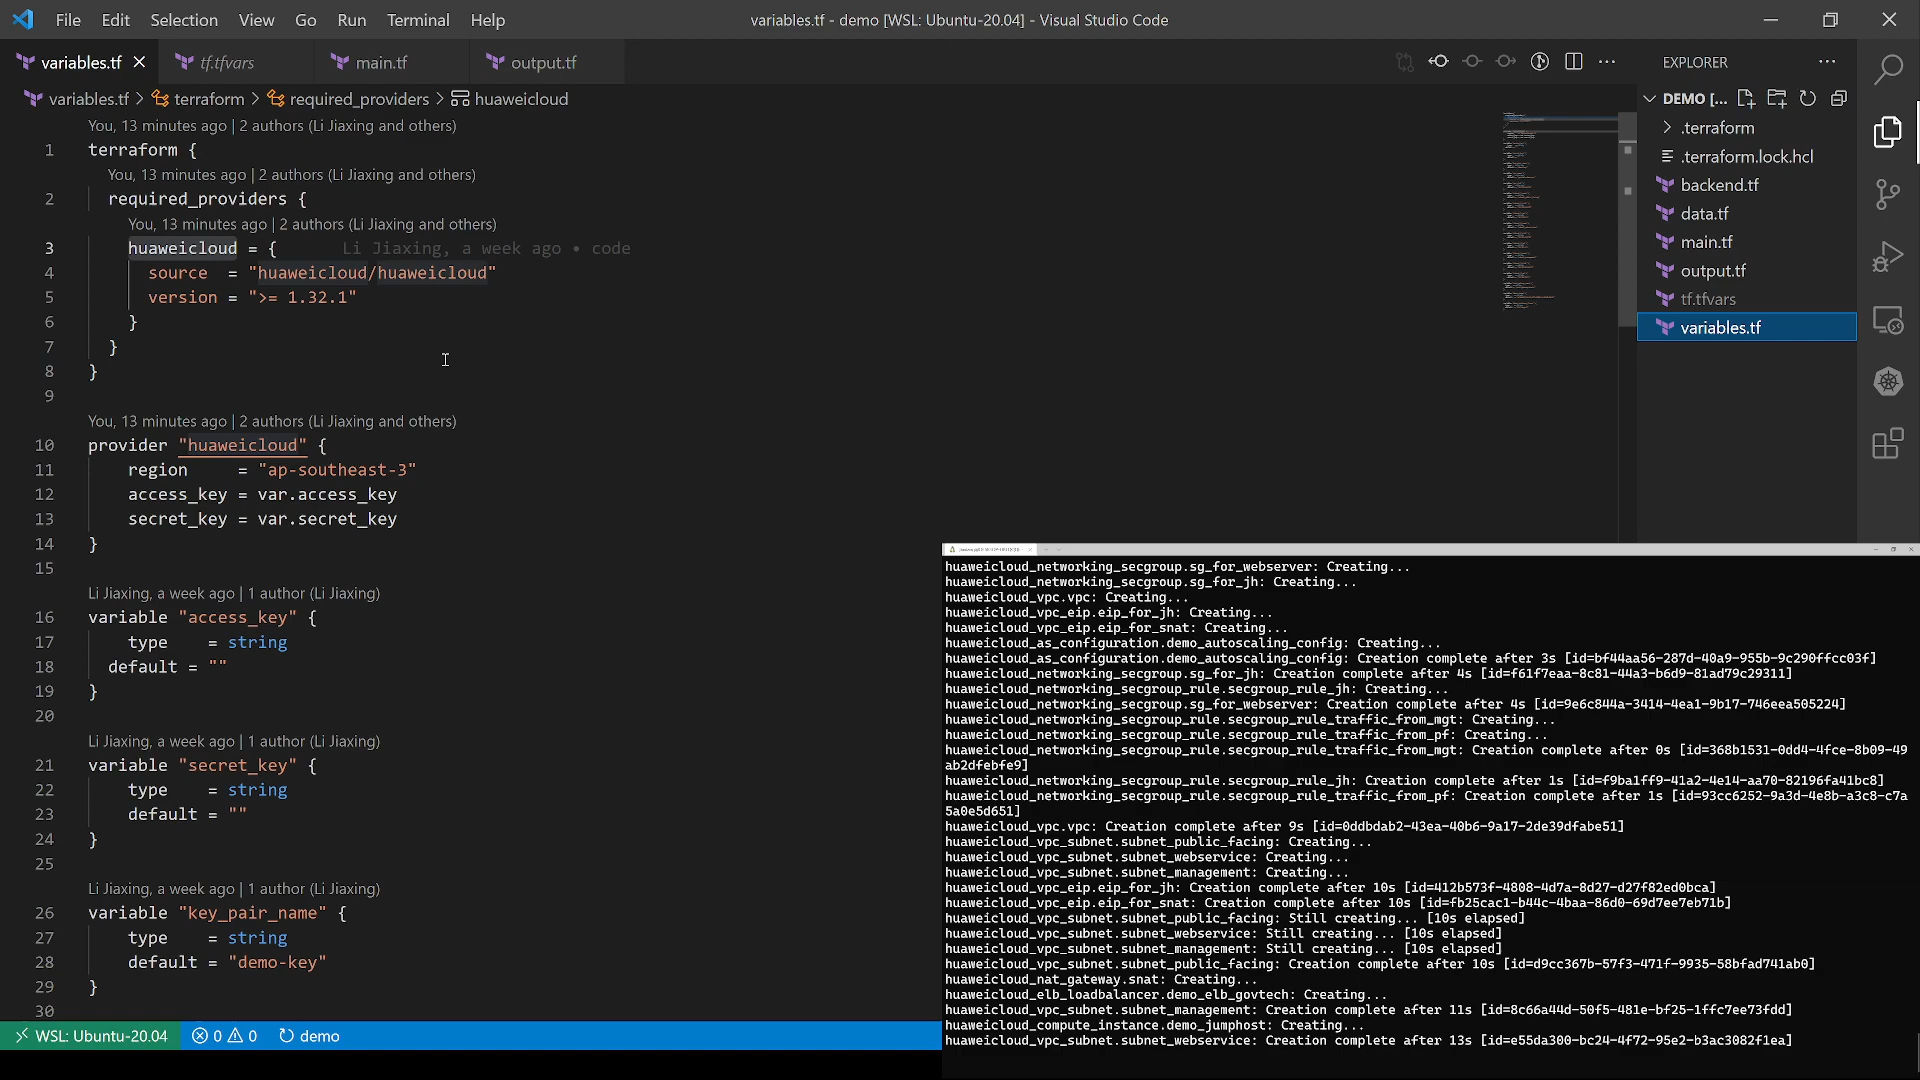 File Edit Selection View Go Run Terminal Help
variables.tf - demo [WSL: Ubuntu-20.04] - Visual Studio Code
variables.tf tf.tfvars main.tf output.tf
variables.tf > terraform > required_providers > huaweicloud
You, 13 minutes ago | 2 authors (Li Jiaxing and others)
1 terraform {
You, 13 minutes ago | 2 authors (Li Jiaxing and others)
2 required_providers {
You, 13 minutes ago | 2 authors (Li Jiaxing and others)
3 huaweicloud = { Li Jiaxing, a week ago • code
4 source = "huaweicloud/huaweicloud"
5 version = ">= 1.32.1"
6 }
7 }
8 }
9
You, 13 minutes ago | 2 authors (Li Jiaxing and others)
10 provider "huaweicloud" {
11 region = "ap-southeast-3"
12 access_key = var.access_key
13 secret_key = var.secret_key
14 }
15
Li Jiaxing, a week ago | 1 author (Li Jiaxing)
16 variable "access_key" {
17 type = string
18 default = ""
19 }
20
Li Jiaxing, a week ago | 1 author (Li Jiaxing)
21 variable "secret_key" {
22 type = string
23 default = ""
24 }
25
Li Jiaxing, a week ago | 1 author (Li Jiaxing)
26 variable "key_pair_name" {
27 type = string
28 default = "demo-key"
29 }
30
WSL: Ubuntu-20.04 0 0 demo
EXPLORER
DEMO [...
.terraform
.terraform.lock.hcl
backend.tf
data.tf
main.tf
output.tf
tf.tfvars
variables.tf
huaweicloud_networking_secgroup.sg_for_webserver: Creating...
huaweicloud_networking_secgroup.sg_for_jh: Creating...
huaweicloud_vpc.vpc: Creating...
huaweicloud_vpc_eip.eip_for_jh: Creating...
huaweicloud_vpc_eip.eip_for_snat: Creating...
huaweicloud_as_configuration.demo_autoscaling_config: Creating...
huaweicloud_as_configuration.demo_autoscaling_config: Creation complete after 3s [id=bf44aa56-287d-40a9-955b-9c290ffcc03f]
huaweicloud_networking_secgroup.sg_for_jh: Creation complete after 4s [id=f61f7eaa-8c81-44a3-b6d9-81ad79c29311]
huaweicloud_networking_secgroup_rule.secgroup_rule_jh: Creating...
huaweicloud_networking_secgroup.sg_for_webserver: Creation complete after 4s [id=9e6c844a-3414-4ea1-9b17-746eea505224]
huaweicloud_networking_secgroup_rule.secgroup_rule_traffic_from_mgt: Creating...
huaweicloud_networking_secgroup_rule.secgroup_rule_traffic_from_pf: Creating...
huaweicloud_networking_secgroup_rule.secgroup_rule_traffic_from_mgt: Creation complete after 0s [id=368b1531-0dd4-4fce-8b09-49
ab2dfebfe9]
huaweicloud_networking_secgroup_rule.secgroup_rule_jh: Creation complete after 1s [id=f9ba1ff9-41a2-4e14-aa70-82196fa41bc8]
huaweicloud_networking_secgroup_rule.secgroup_rule_traffic_from_pf: Creation complete after 1s [id=93cc6252-9a3d-4e8b-a3c8-c7a
5a0e5d651]
huaweicloud_vpc.vpc: Creation complete after 9s [id=0ddbdab2-43ea-40b6-9a17-2de39dfabe51]
huaweicloud_vpc_subnet.subnet_public_facing: Creating...
huaweicloud_vpc_subnet.subnet_webservice: Creating...
huaweicloud_vpc_subnet.subnet_management: Creating...
huaweicloud_vpc_eip.eip_for_jh: Creation complete after 10s [id=412b573f-4808-4d7a-8d27-d27f82ed0bca]
huaweicloud_vpc_eip.eip_for_snat: Creation complete after 10s [id=fb25cac1-b44c-4baa-86d0-69d7ee7eb71b]
huaweicloud_vpc_subnet.subnet_public_facing: Still creating... [10s elapsed]
huaweicloud_vpc_subnet.subnet_webservice: Still creating... [10s elapsed]
huaweicloud_vpc_subnet.subnet_management: Still creating... [10s elapsed]
huaweicloud_vpc_subnet.subnet_public_facing: Creation complete after 10s [id=d9cc367b-57f3-471f-9935-58bfad741ab0]
huaweicloud_nat_gateway.snat: Creating...
huaweicloud_elb_loadbalancer.demo_elb_govtech: Creating...
huaweicloud_vpc_subnet.subnet_management: Creation complete after 11s [id=8c66a44d-50f5-481e-bf25-1ffc7ee73fdd]
huaweicloud_compute_instance.demo_jumphost: Creating...
huaweicloud_vpc_subnet.subnet_webservice: Creation complete after 13s [id=e55da300-bc24-4f72-95e2-b3ac3082f1ea]